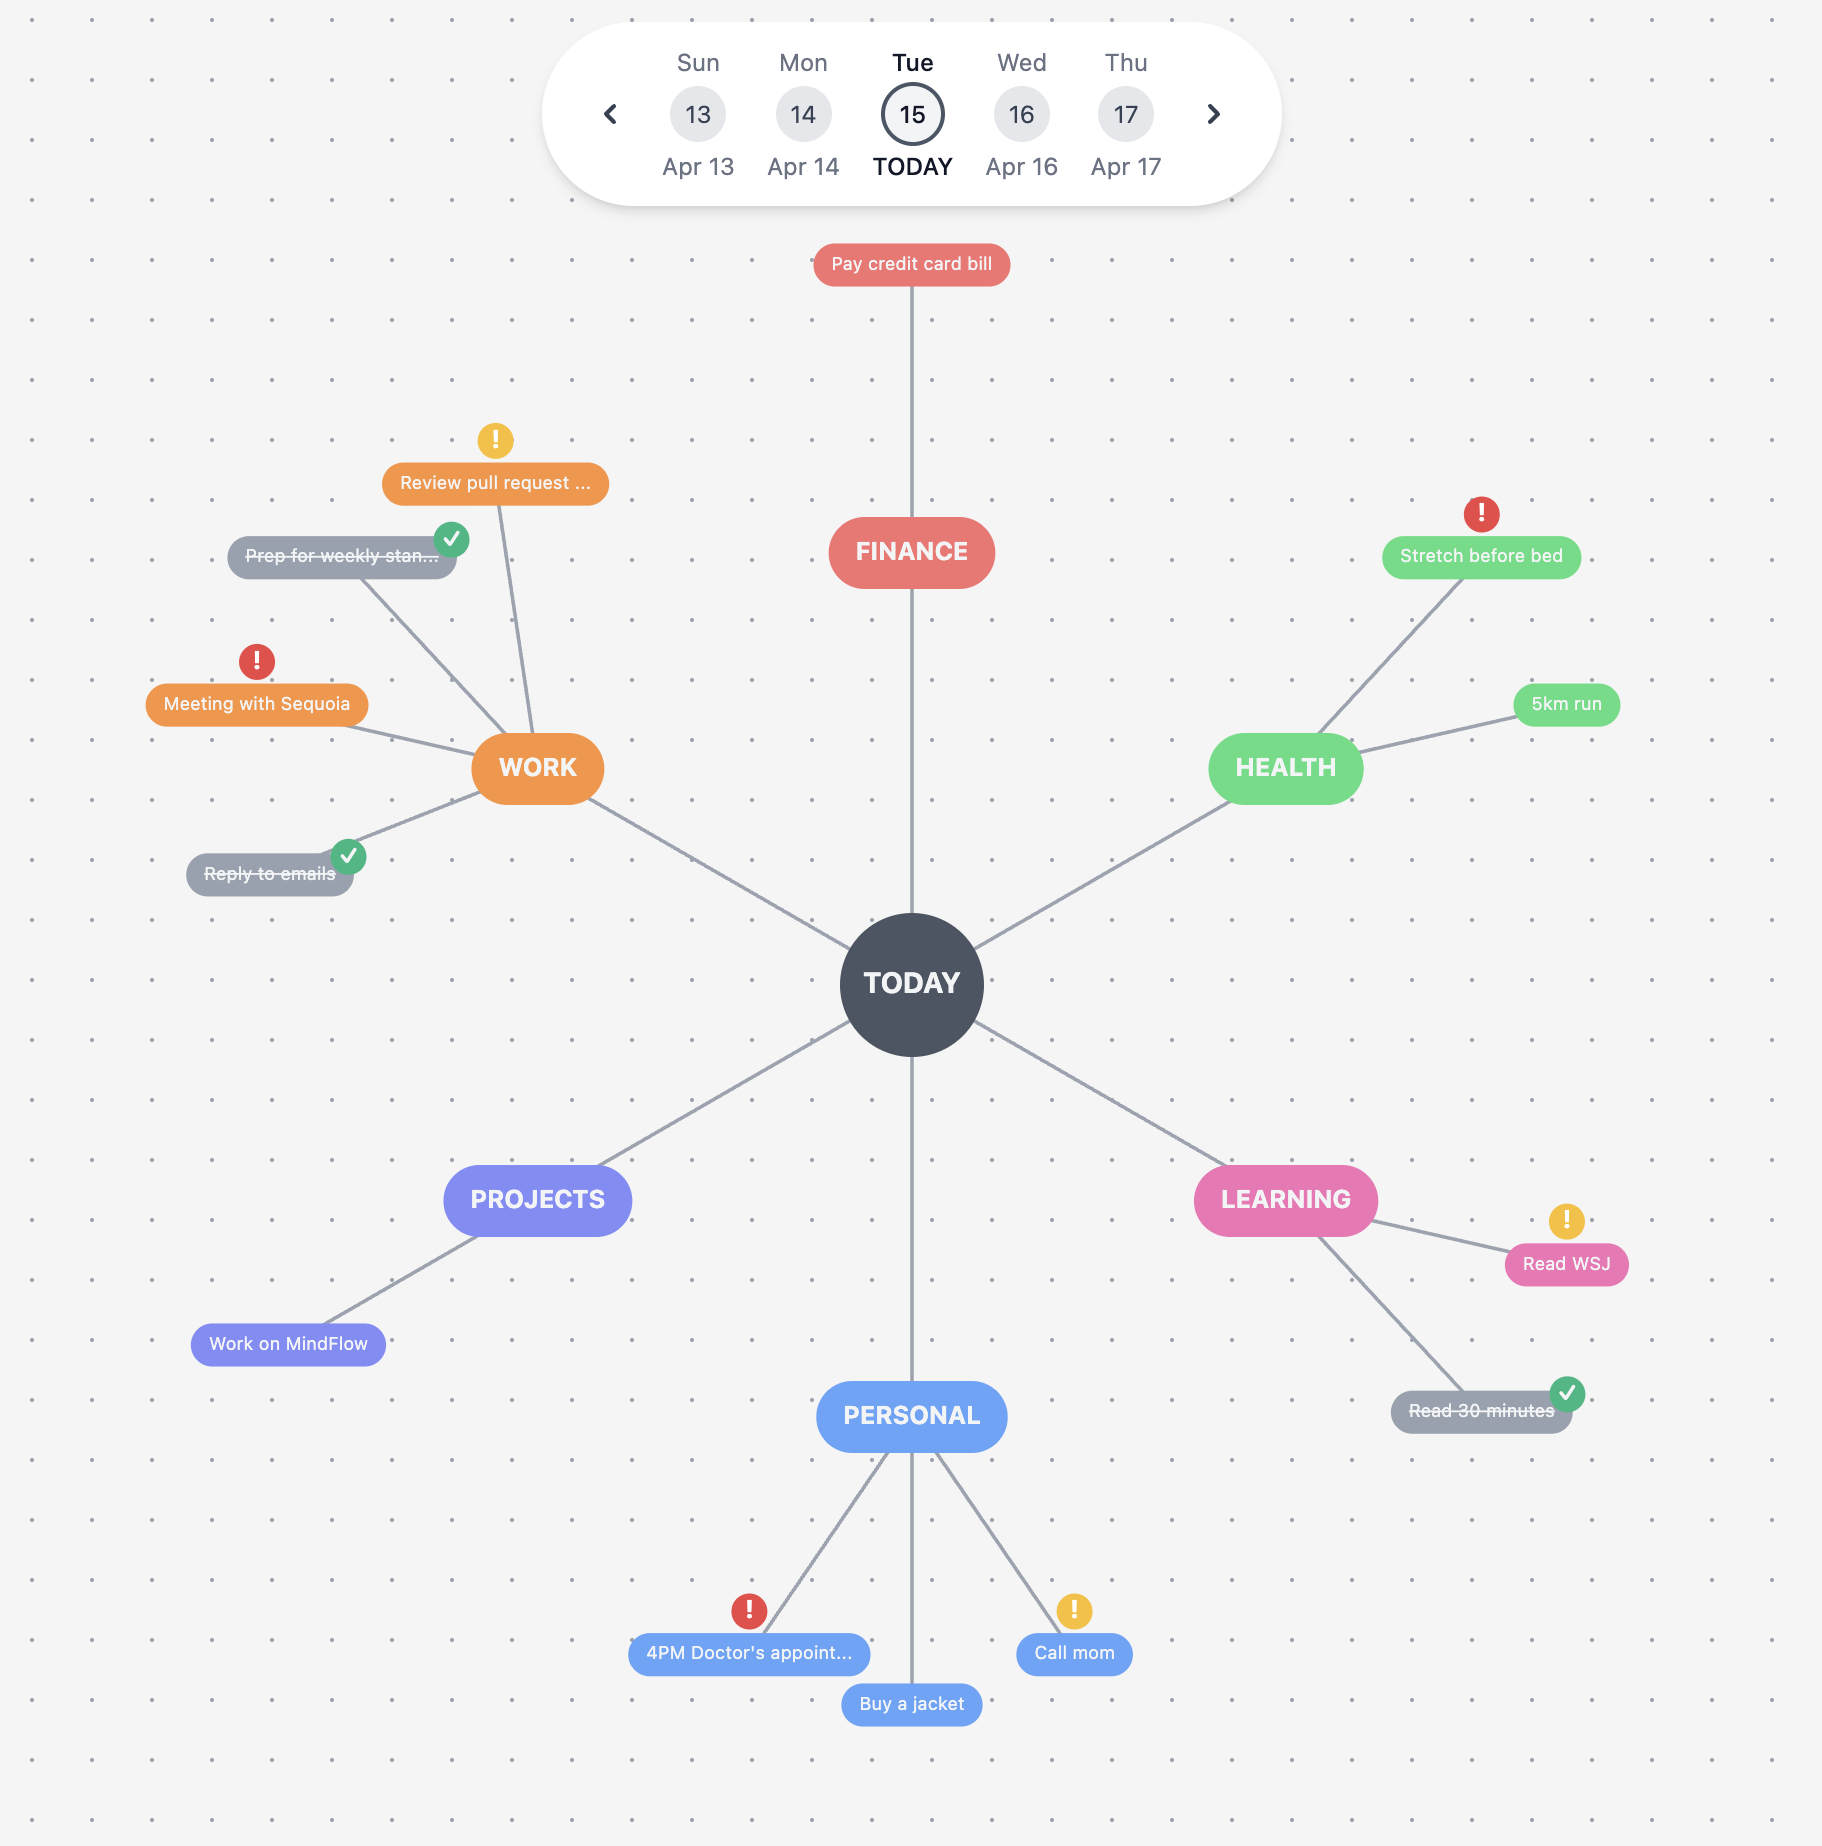 Sun Mon Tue Wed Thu
13 14 15 16 17
Apr 13 Apr 14 TODAY Apr 16 Apr 17
Pay credit card bill
FINANCE
!
Review pull request ...
Prep for weekly stan...
!
Meeting with Sequoia
WORK
Reply to emails
!
Stretch before bed
5km run
HEALTH
TODAY
PROJECTS
Work on MindFlow
LEARNING
!
Read WSJ
Read 30 minutes
PERSONAL
!
4PM Doctor's appoint...
Buy a jacket
!
Call mom